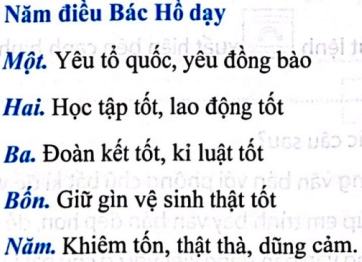 Năm điều Bác Hồ dạy
Một. Yêu tổ quốc, yêu đồng bào
Hai. Học tập tốt, lao động tốt
Ba. Đoàn kết tốt, kỉ luật tốt
Bốn. Giữ gìn vệ sinh thật tốt
Năm. Khiêm tốn, thật thà, dũng cảm.